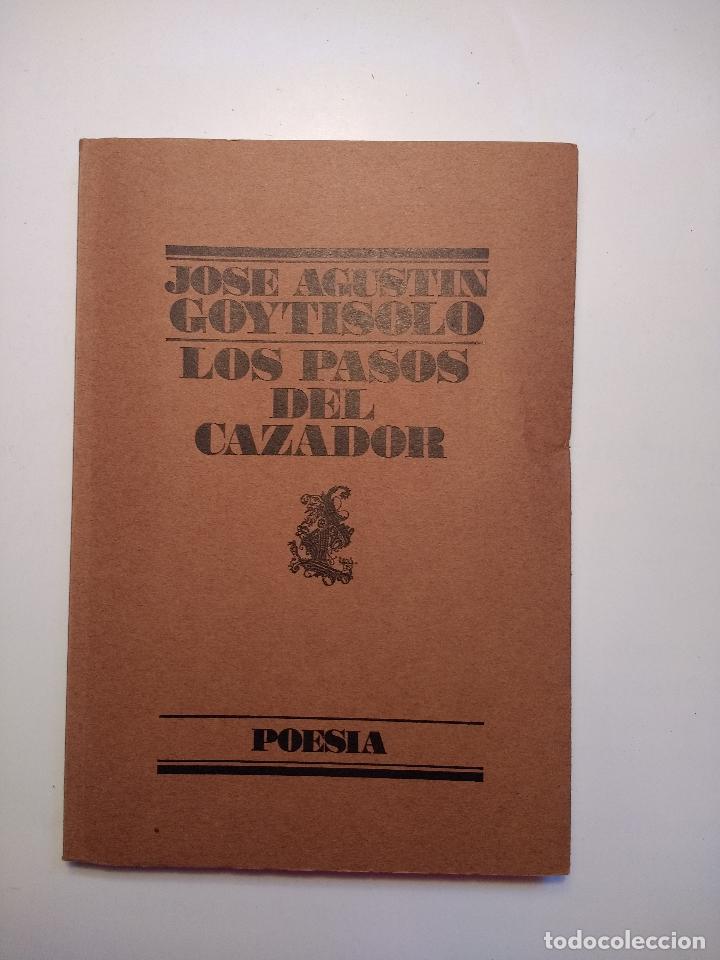 JOSE AGUSTIN
GOYTISOLO
LOS PASOS
DEL
CAZADOR
POESIA
todocoleccion